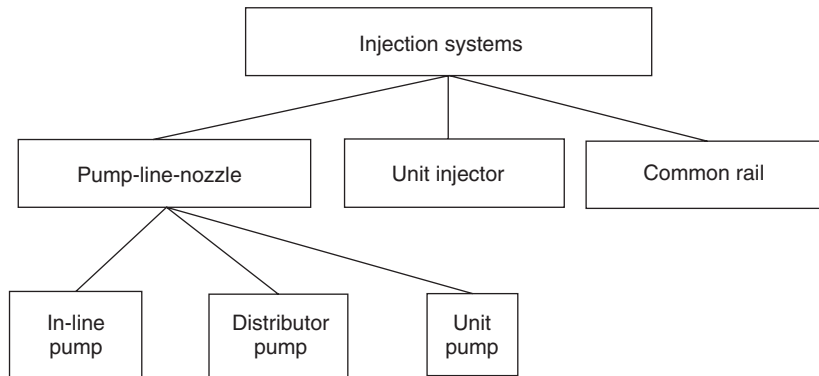 Injection systems
Pump-line-nozzle
Unit injector
Common rail
In-line
pump
Distributor
pump
Unit
pump